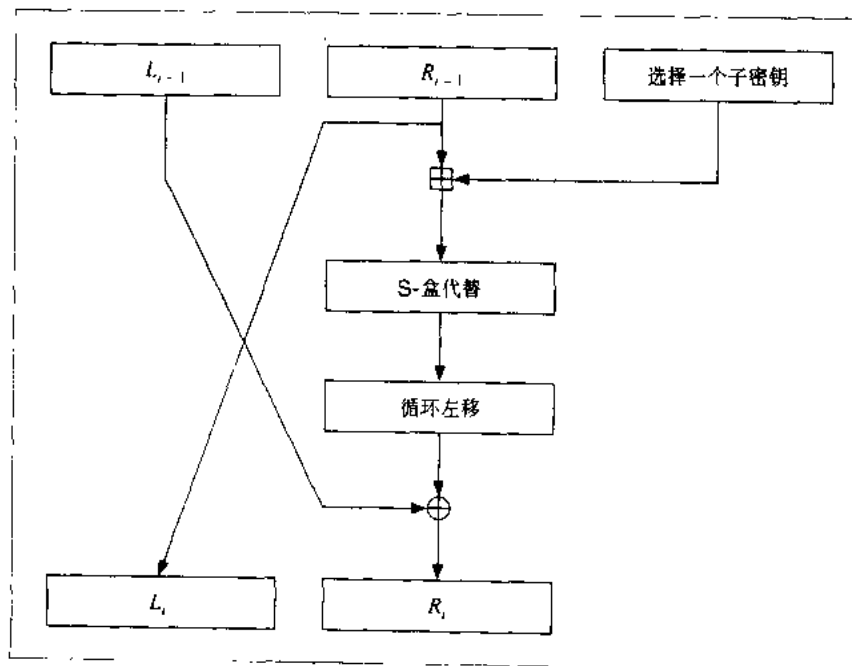 L_{i-1}
R_{i-1}
选择一个子密钥
S-盒代替
循环左移
L_i
R_i